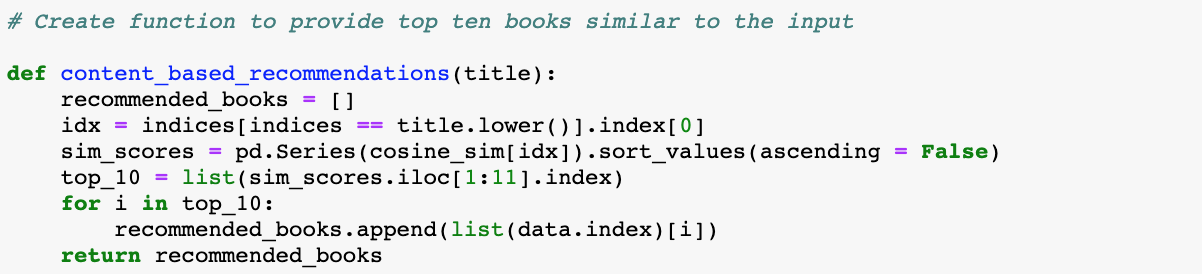 # Create function to provide top ten books similar to the input
def content_based_recommendations(title):
    recommended_books = []
    idx = indices[indices == title.lower()].index[0]
    sim_scores = pd.Series(cosine_sim[idx]).sort_values(ascending = False)
    top_10 = list(sim_scores.iloc[1:11].index)
    for i in top_10:
        recommended_books.append(list(data.index)[i])
    return recommended_books